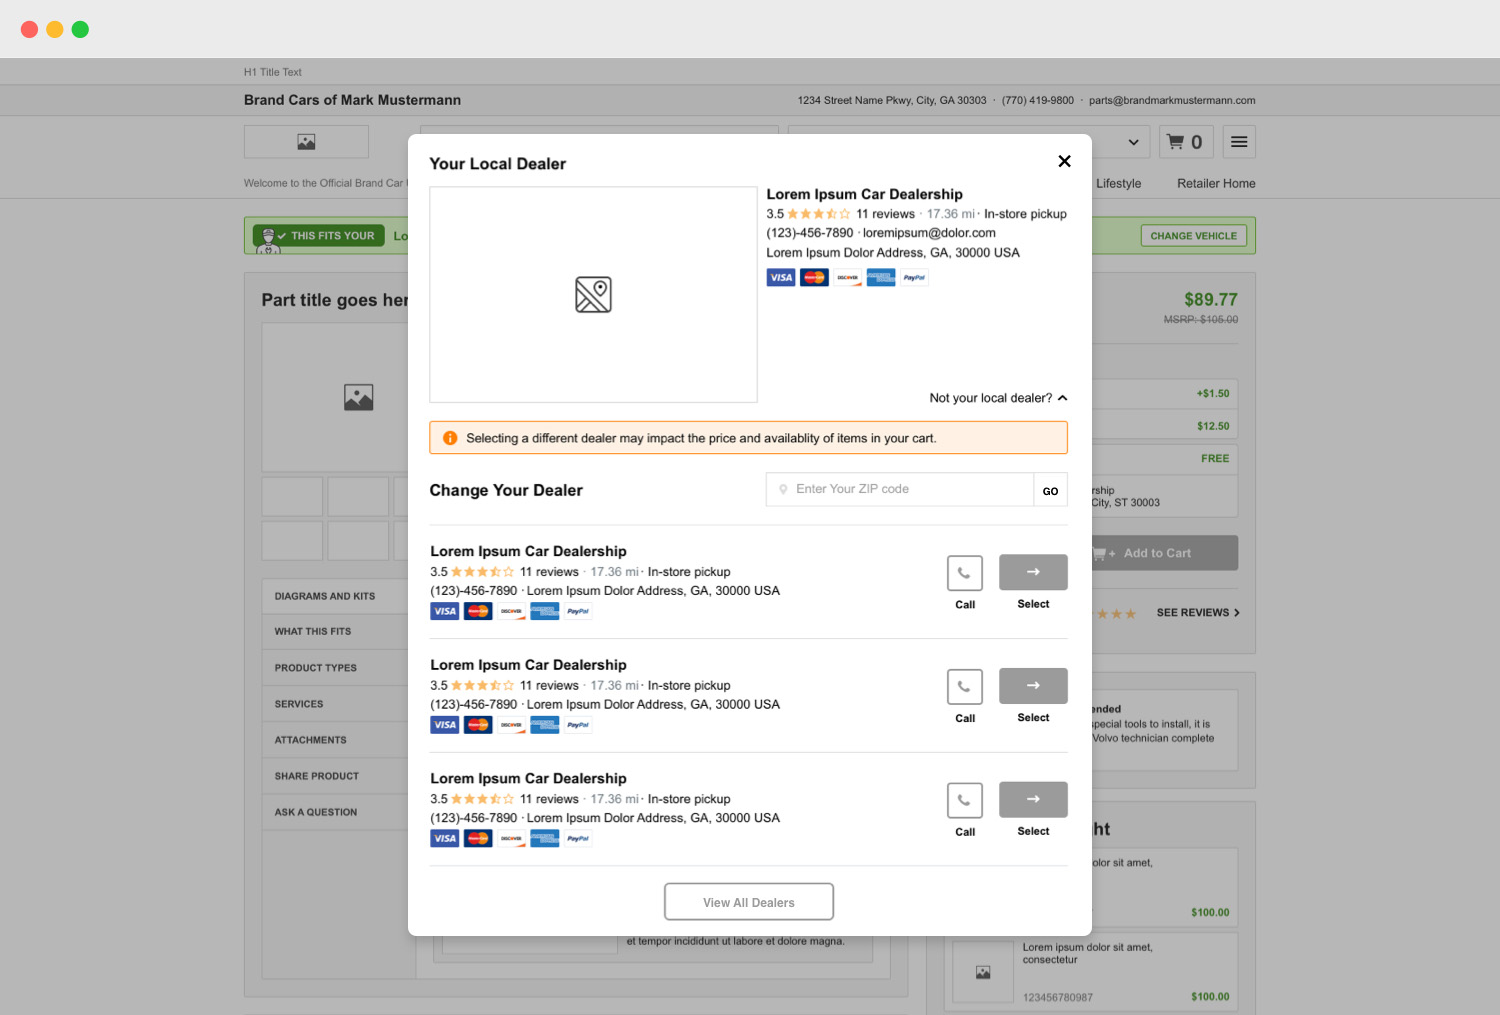 H1 Title Text
Brand Cars of Mark Mustermann
1234 Street Name Pkwy, City, GA 30303 · (770) 419-9800 · parts@brandmarkmustermann.com
0
Welcome to the Official Brand Car
Lifestyle
Retailer Home
THIS FITS YOUR
Lo
CHANGE VEHICLE
Part title goes her
$89.77
MSRP: $105.00
+$1.50
$12.50
FREE
rship
City, ST 30003
Add to Cart
SEE REVIEWS
DIAGRAMS AND KITS
WHAT THIS FITS
PRODUCT TYPES
SERVICES
ATTACHMENTS
SHARE PRODUCT
ASK A QUESTION
ended
special tools to install, it is
Volvo technician complete
ht
olor sit amet,
$100.00
Lorem ipsum dolor sit amet,
consectetur
123456780987
$100.00
et tempor incididunt ut labore et dolore magna.
Your Local Dealer
Lorem Ipsum Car Dealership
3.5 11 reviews · 17.36 mi · In-store pickup
(123)-456-7890 · loremipsum@dolor.com
Lorem Ipsum Dolor Address, GA, 30000 USA
VISA MasterCard DISCOVER AMERICAN EXPRESS PayPal
Not your local dealer?
Selecting a different dealer may impact the price and availablity of items in your cart.
Change Your Dealer
Enter Your ZIP code
GO
Lorem Ipsum Car Dealership
3.5 11 reviews · 17.36 mi · In-store pickup
(123)-456-7890 · Lorem Ipsum Dolor Address, GA, 30000 USA
VISA MasterCard DISCOVER AMERICAN EXPRESS PayPal
Call
Select
Lorem Ipsum Car Dealership
3.5 11 reviews · 17.36 mi · In-store pickup
(123)-456-7890 · Lorem Ipsum Dolor Address, GA, 30000 USA
VISA MasterCard DISCOVER AMERICAN EXPRESS PayPal
Call
Select
Lorem Ipsum Car Dealership
3.5 11 reviews · 17.36 mi · In-store pickup
(123)-456-7890 · Lorem Ipsum Dolor Address, GA, 30000 USA
VISA MasterCard DISCOVER AMERICAN EXPRESS PayPal
Call
Select
View All Dealers